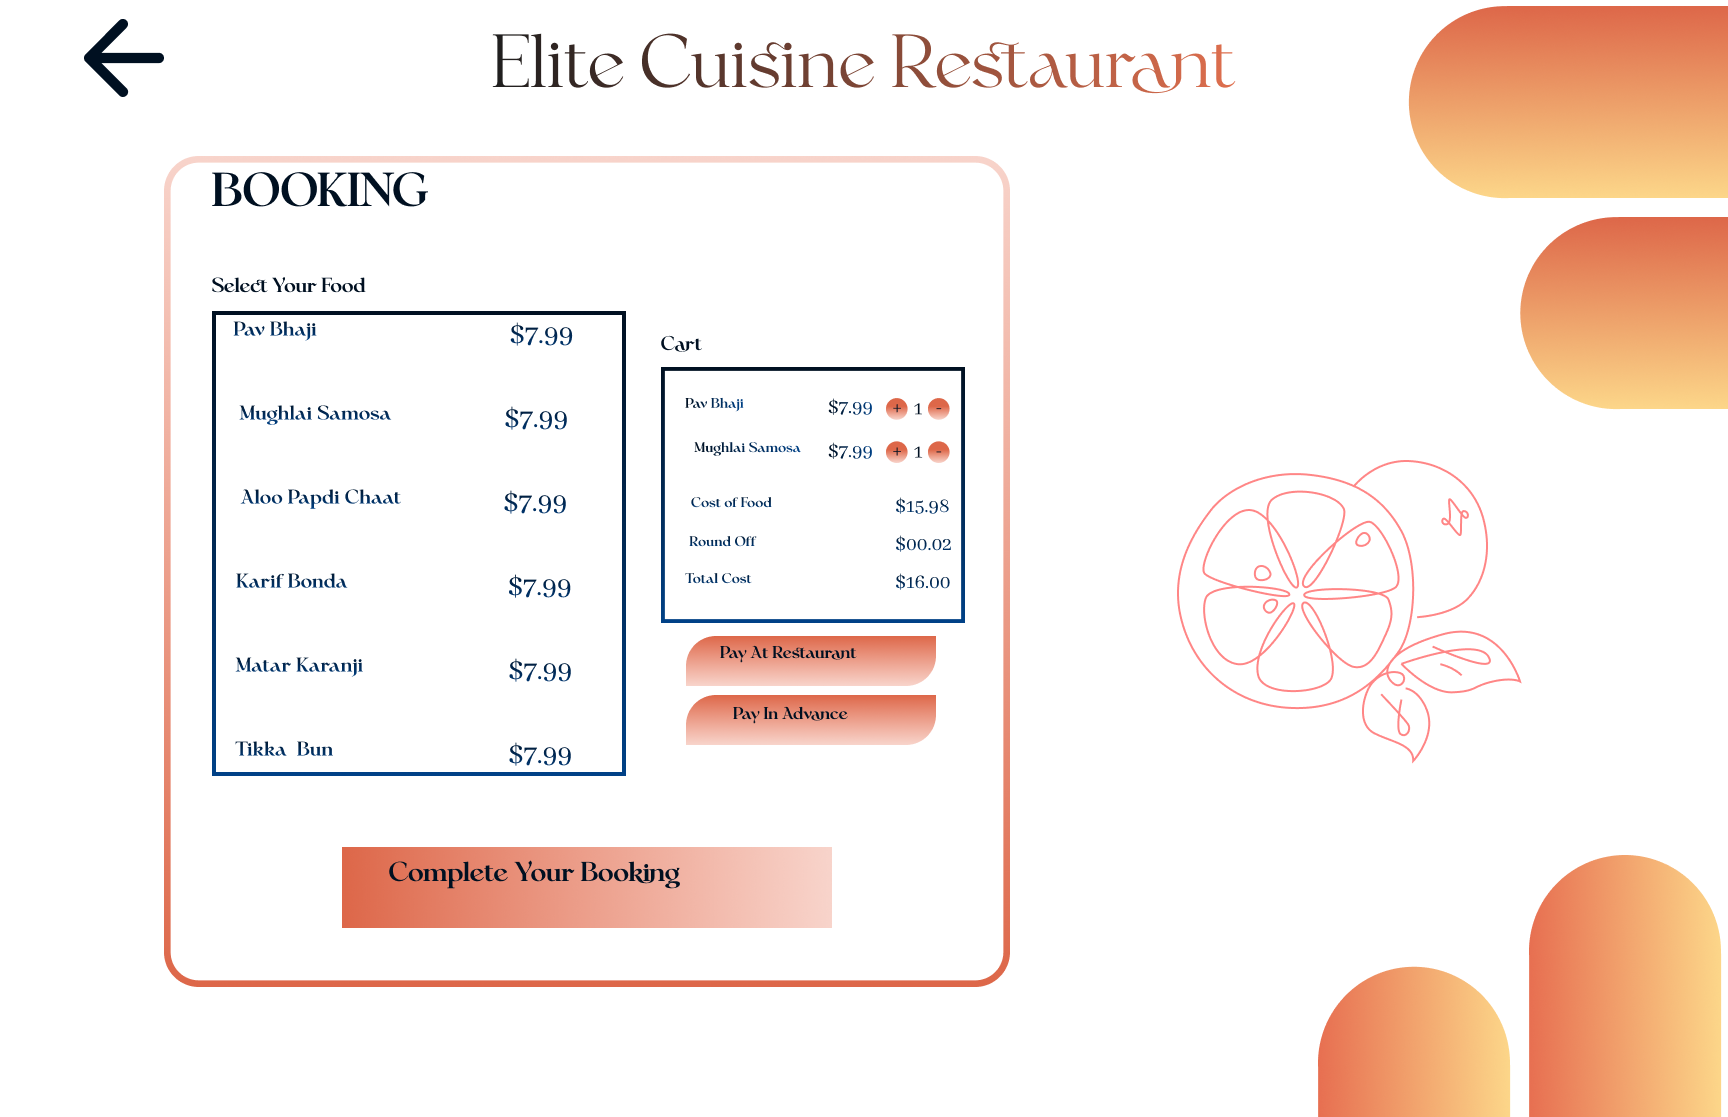 Elite Cuisine Restaurant
BOOKING
Select Your Food
Pav Bhaji $7.99
Mughlai Samosa $7.99
Aloo Papdi Chaat $7.99
Karif Bonda $7.99
Matar Karanji $7.99
Tikka Bun $7.99
Cart
Pav Bhaji $7.99 + 1 -
Mughlai Samosa $7.99 + 1 -
Cost of Food $15.98
Round Off $00.02
Total Cost $16.00
Pay At Restaurant
Pay In Advance
Complete Your Booking